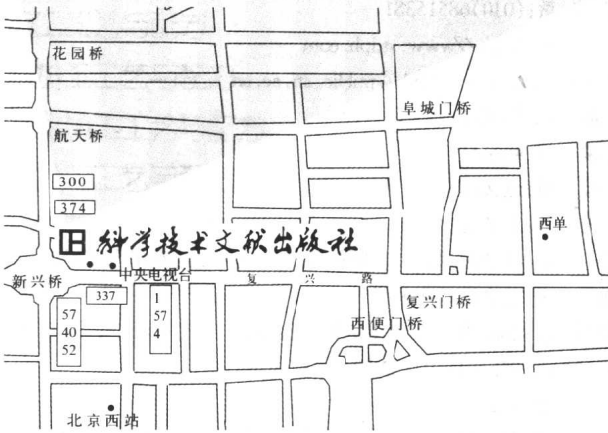 花园桥
阜城门桥
航天桥
300
374
西单
科学技术文献出版社
中央电视台
新兴桥
复兴路
337
1
57
4
57
40
52
复兴门桥
西便门桥
北京西站